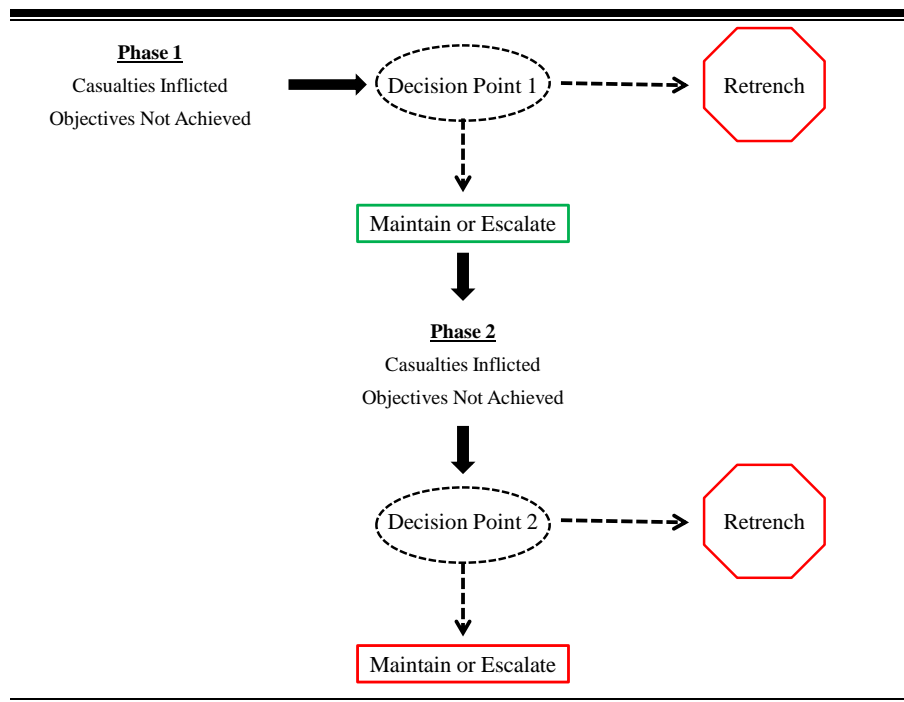 Phase 1
Casualties Inflicted
Objectives Not Achieved
Decision Point 1
Retrench
Maintain or Escalate
Phase 2
Casualties Inflicted
Objectives Not Achieved
Decision Point 2
Retrench
Maintain or Escalate